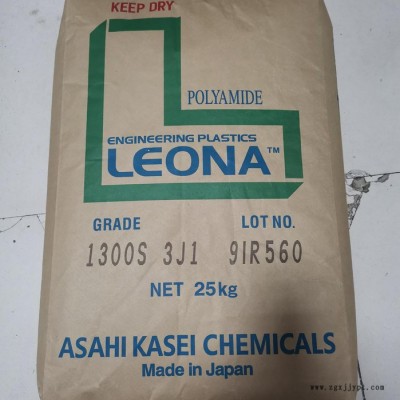 KEEP DRY
POLYAMIDE
ENGINEERING PLASTICS
LEONA™
GRADE LOT NO.
1300S 3J1 9IR560
NET 25kg
ASAHI KASEI CHEMICALS
Made in Japan
www.zgzjjypl.com